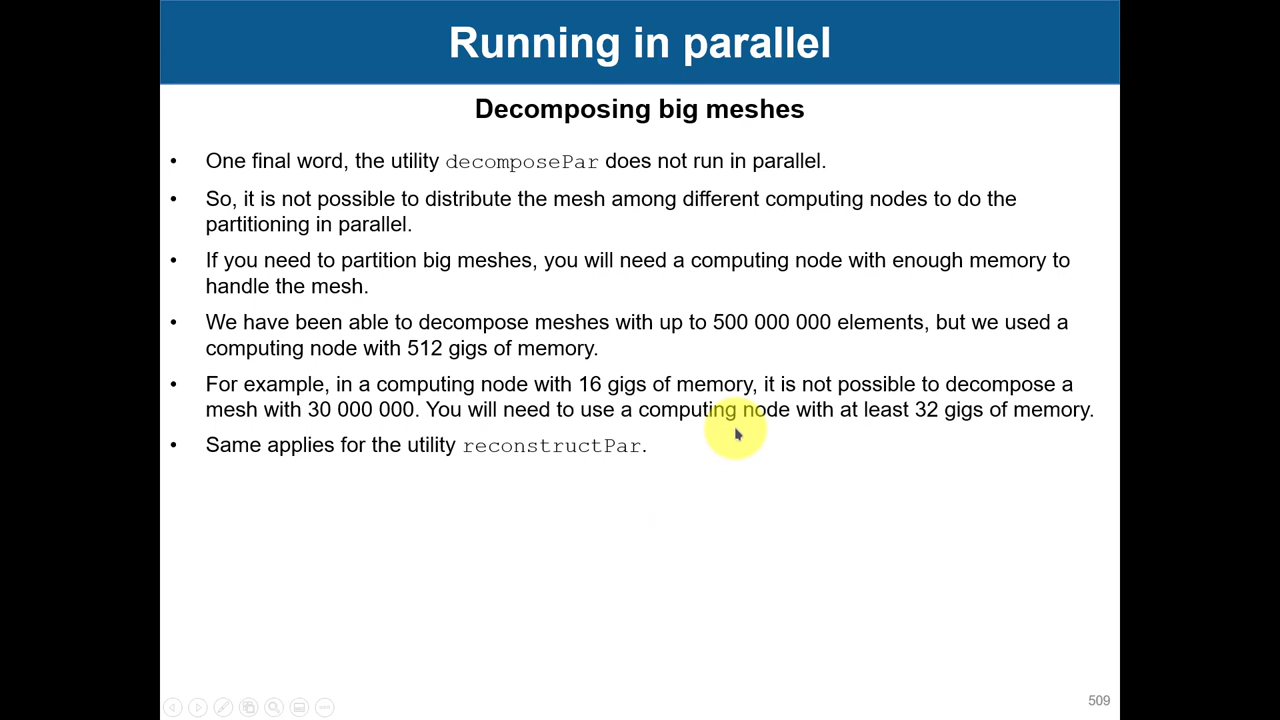 Running in parallel
Decomposing big meshes
• One final word, the utility decomposePar does not run in parallel.
• So, it is not possible to distribute the mesh among different computing nodes to do the
partitioning in parallel.
• If you need to partition big meshes, you will need a computing node with enough memory to
handle the mesh.
• We have been able to decompose meshes with up to 500 000 000 elements, but we used a
computing node with 512 gigs of memory.
• For example, in a computing node with 16 gigs of memory, it is not possible to decompose a
mesh with 30 000 000. You will need to use a computing node with at least 32 gigs of memory.
• Same applies for the utility reconstructPar.
509